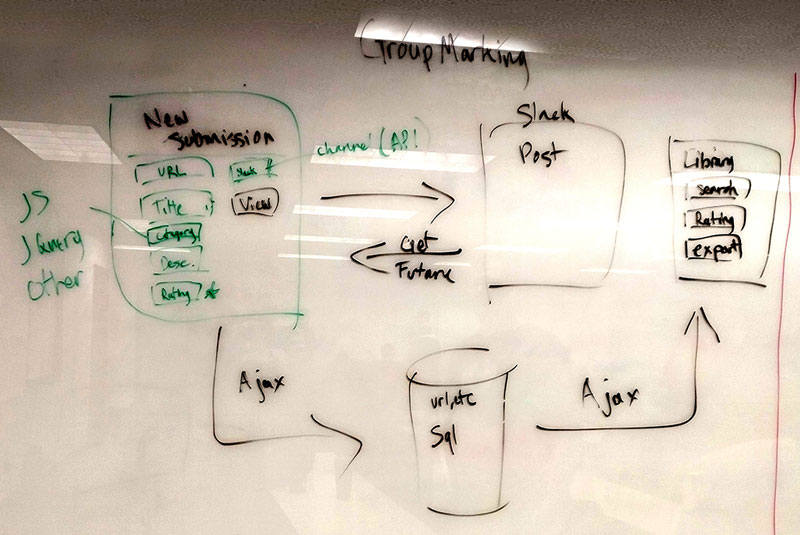 Group Marking
New
Submission
URL
Title
Category
Desc.
Rating *
Slack #
View
channel (API)
JS
JQuery
other
Get
Future
Slack
Post
Library
search
Rating
export
Ajax
url, etc
Sql
Ajax